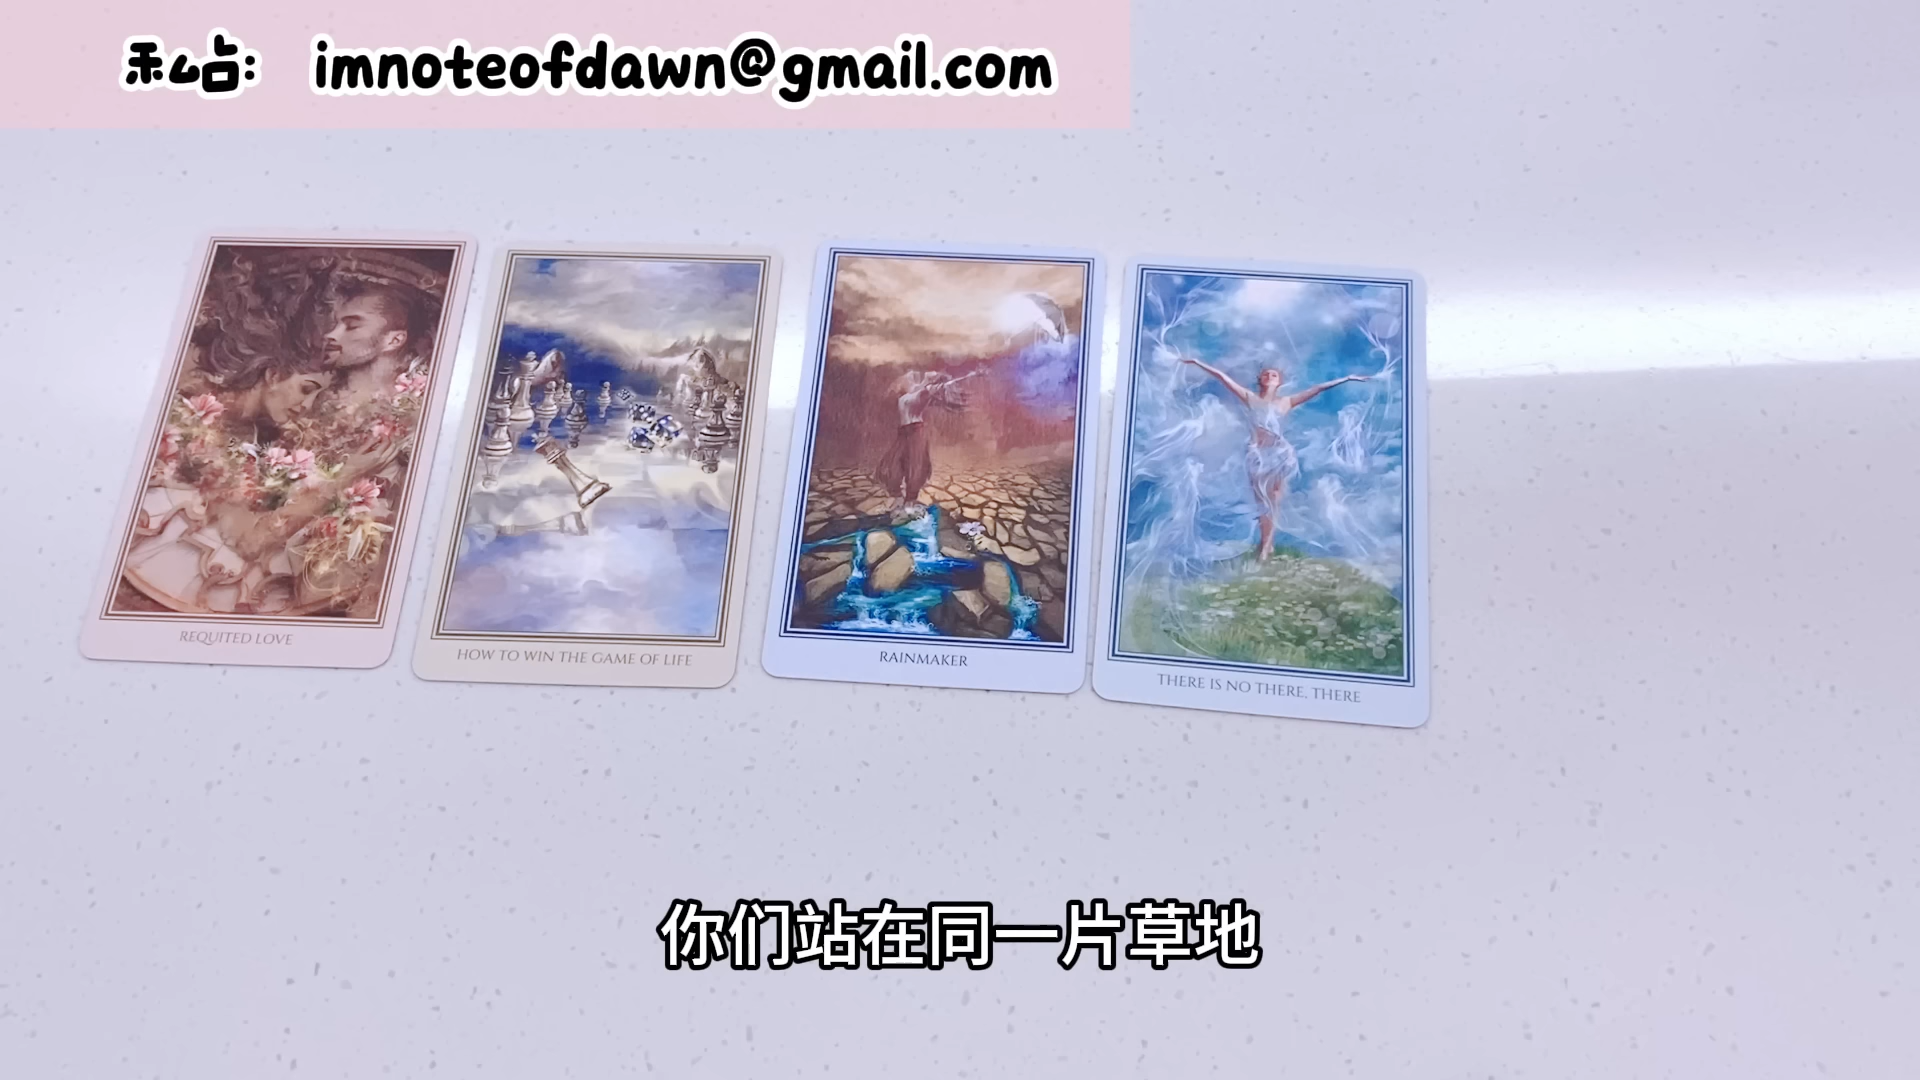 私占: imnoteofdawn@gmail.com
REQUITED LOVE
HOW TO WIN THE GAME OF LIFE
RAINMAKER
THERE IS NO THERE, THERE
你们站在同一片草地